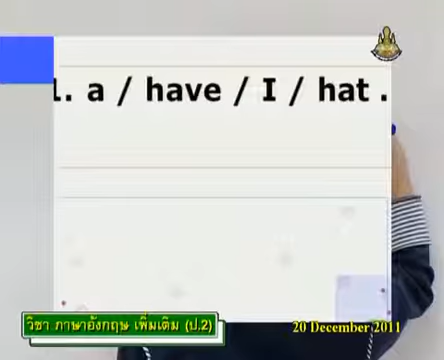 1. a / have / I / hat .
วิชา ภาษาอังกฤษ เพิ่มเติม (ป.2)
20 December 2011